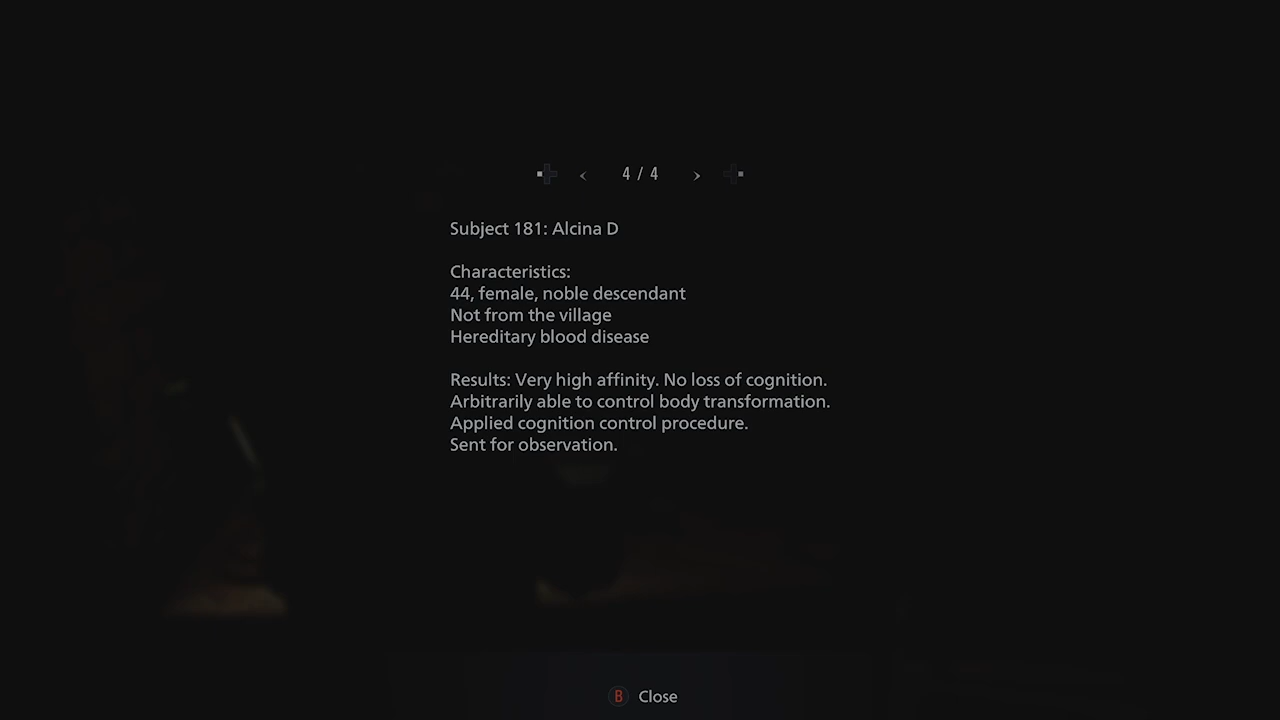 < 4 / 4 >
Subject 181: Alcina D
Characteristics:
44, female, noble descendant
Not from the village
Hereditary blood disease
Results: Very high affinity. No loss of cognition.
Arbitrarily able to control body transformation.
Applied cognition control procedure.
Sent for observation.
B Close